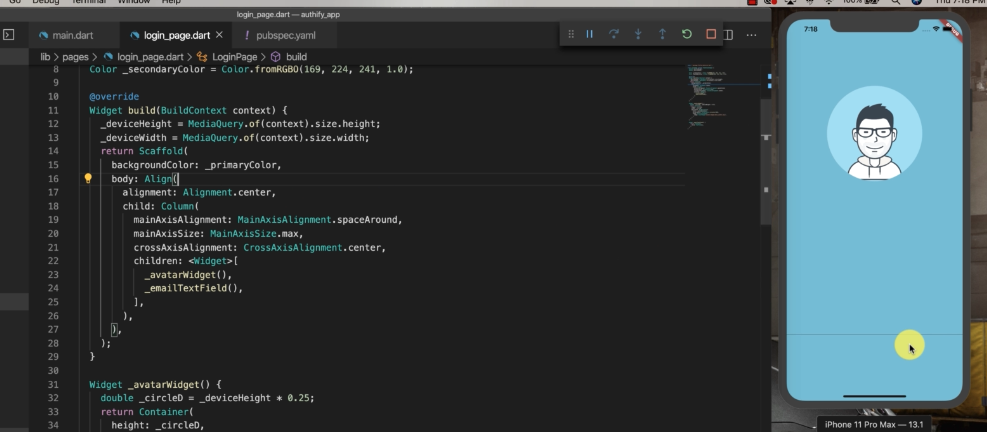 Go Debug Terminal Window Help 100% Thu 7:18 PM
login_page.dart — authify_app
main.dart login_page.dart × ! pubspec.yaml
lib > pages > login_page.dart > LoginPage > build
8 Color _secondaryColor = Color.fromRGBO(169, 224, 241, 1.0);
9
10 @override
11 Widget build(BuildContext context) {
12 _deviceHeight = MediaQuery.of(context).size.height;
13 _deviceWidth = MediaQuery.of(context).size.width;
14 return Scaffold(
15 backgroundColor: _primaryColor,
16 body: Align(
17 alignment: Alignment.center,
18 child: Column(
19 mainAxisAlignment: MainAxisAlignment.spaceAround,
20 mainAxisSize: MainAxisSize.max,
21 crossAxisAlignment: CrossAxisAlignment.center,
22 children: <Widget>[
23 _avatarWidget(),
24 _emailTextField(),
25 ],
26 ),
27 ),
28 );
29 }
30
31 Widget _avatarWidget() {
32 double _circleD = _deviceHeight * 0.25;
33 return Container(
34 height: _circleD,
7:18
iPhone 11 Pro Max — 13.1